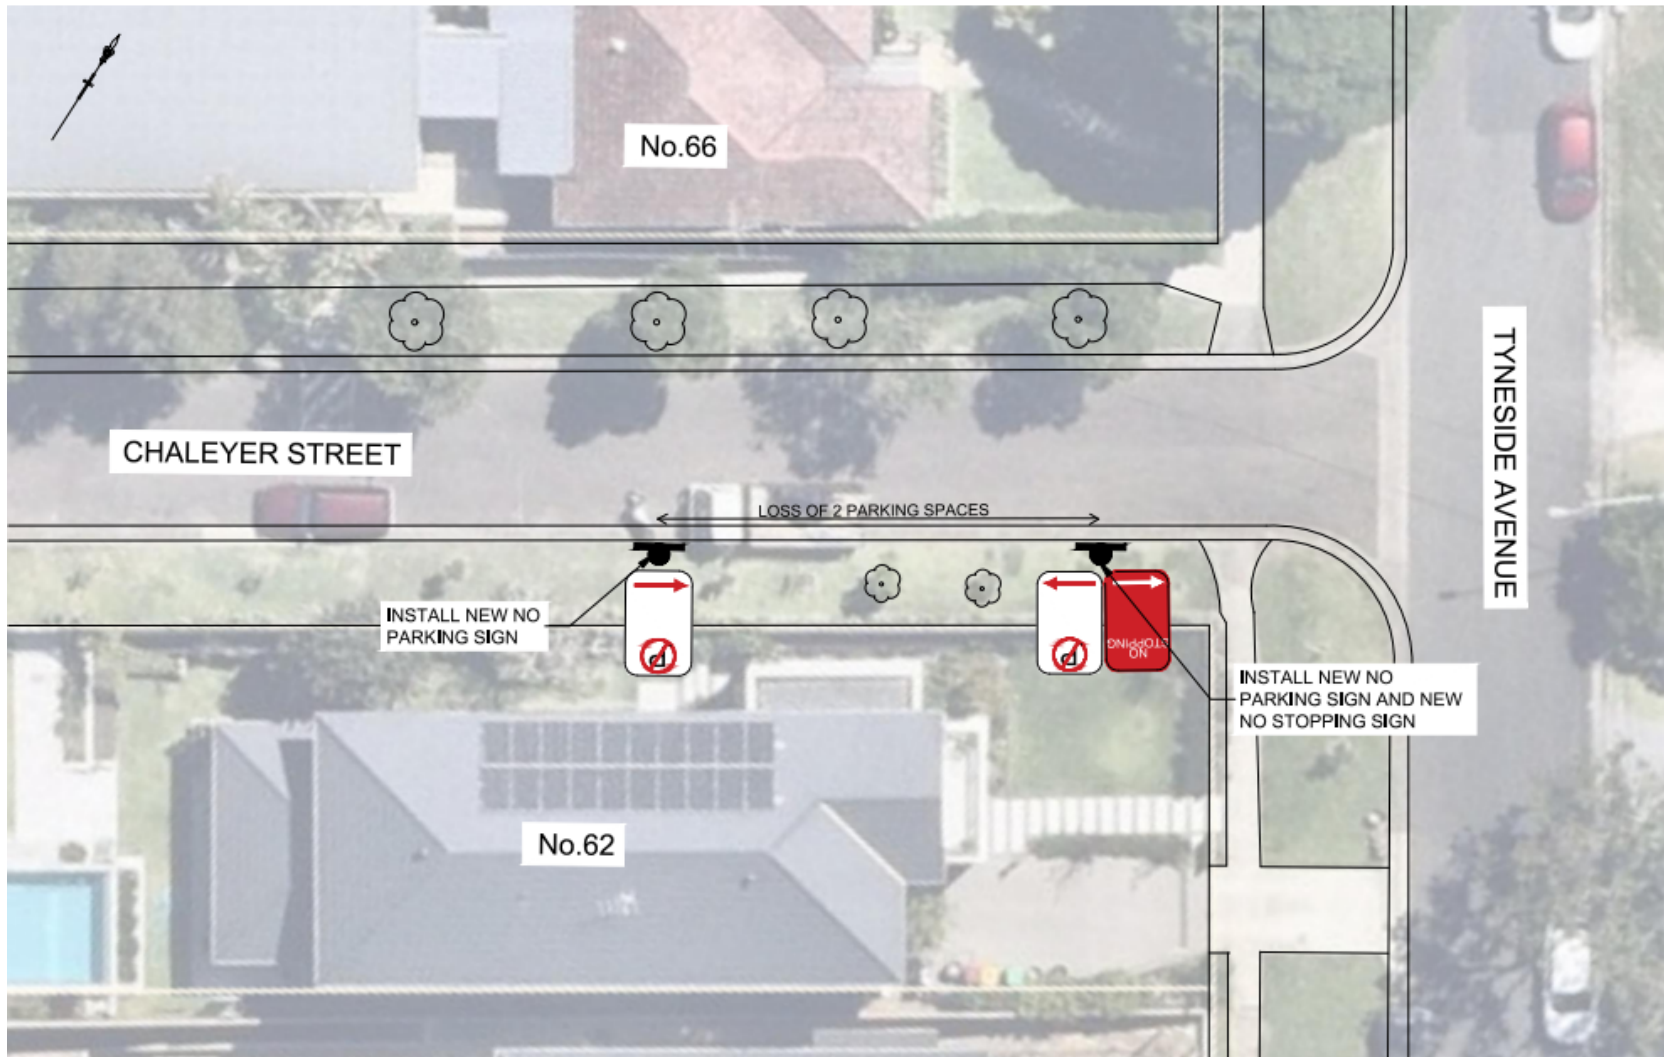 No.66
TYNESIDE AVENUE
CHALEYER STREET
LOSS OF 2 PARKING SPACES
INSTALL NEW NO
PARKING SIGN
P
P
NO
STOPPING
INSTALL NEW NO
PARKING SIGN AND NEW
NO STOPPING SIGN
No.62